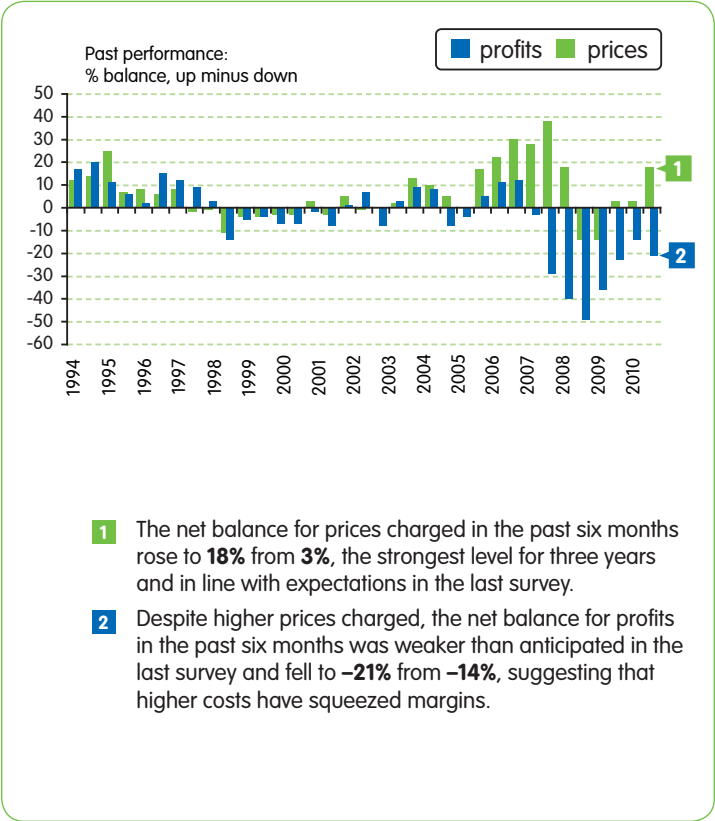 Past performance:
% balance, up minus down
profits prices
50
40
30
20
10
0
-10
-20
-30
-40
-50
-60
1
2
1994 1995 1996 1997 1998 1999 2000 2001 2002 2003 2004 2005 2006 2007 2008 2009 2010
1 The net balance for prices charged in the past six months
rose to 18% from 3%, the strongest level for three years
and in line with expectations in the last survey.
2 Despite higher prices charged, the net balance for profits
in the past six months was weaker than anticipated in the
last survey and fell to –21% from –14%, suggesting that
higher costs have squeezed margins.